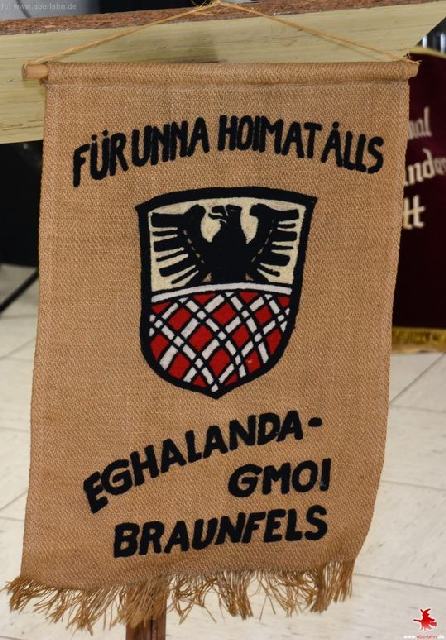 FÜR UNNA HOIMAT ÅLLS
EGHALANDA-
GMOI
BRAUNFELS